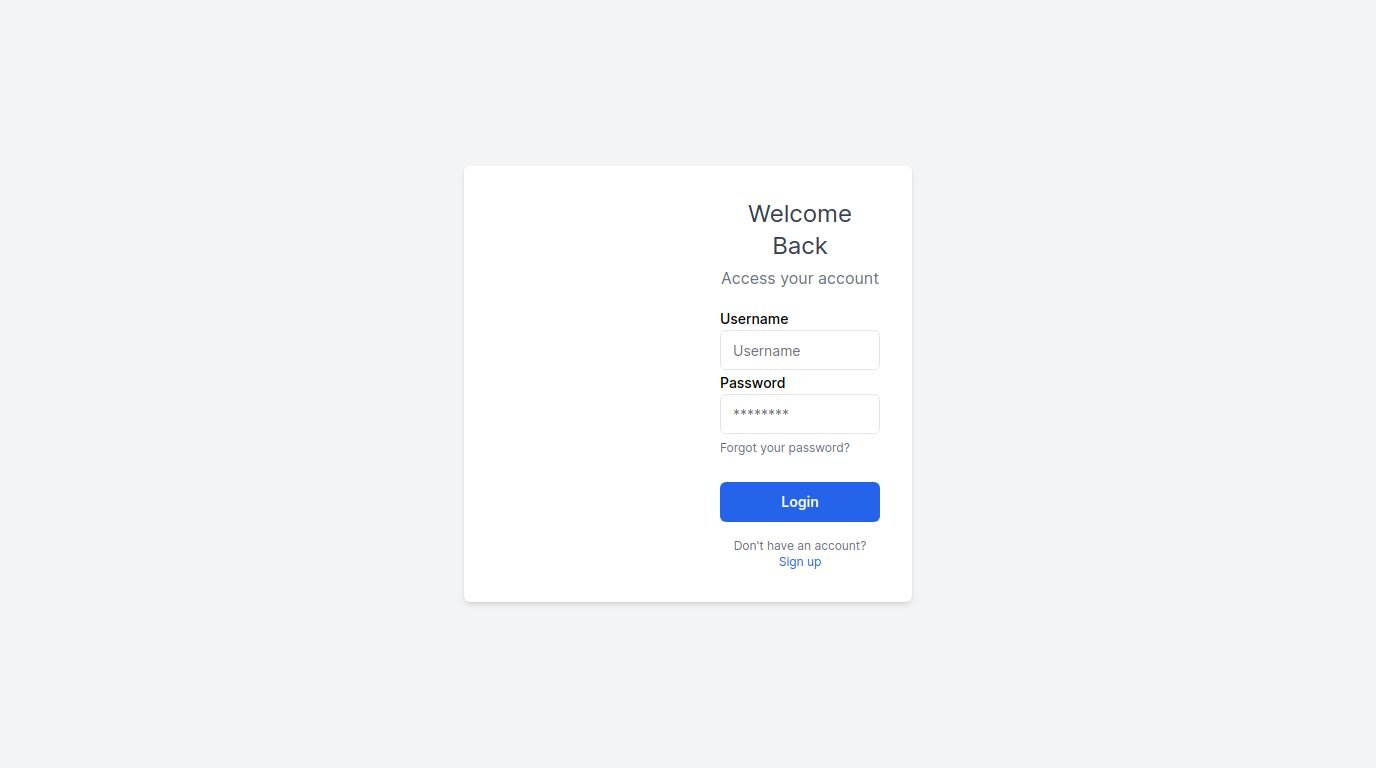 Welcome
Back
Access your account
Username
Username
Password
********
Forgot your password?
Login
Don't have an account?
Sign up